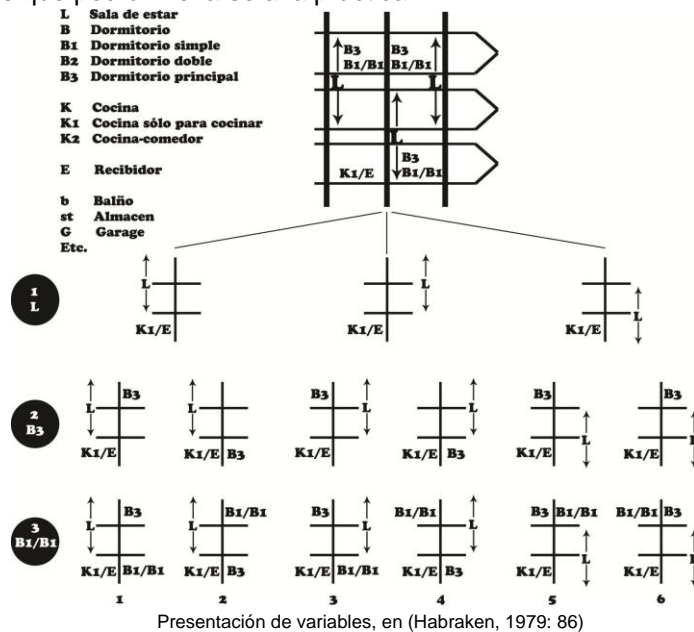 L Sala de estar
B Dormitorio
B1 Dormitorio simple
B2 Dormitorio doble
B3 Dormitorio principal
K Cocina
K1 Cocina sólo para cocinar
K2 Cocina-comedor
E Recibidor
b Balño
st Almacen
G Garage
Etc.
B3 B3
B1/B1 B1/B1
L L
L
B3
K1/E B1/B1
1
L
L L
L
K1/E K1/E K1/E
2
B3
B3 B3 B3 B3
L L L L
L L
K1/E K1/E B3 K1/E K1/E B3 K1/E K1/E
3
B1/B1
B3 B1/B1 B3 B1/B1 B3 B1/B1 B1/B1 B3
L L L L
L L
K1/E B1/B1 K1/E B3 K1/E B1/B1 K1/E B3 K1/E K1/E
1 2 3 4 5 6
Presentación de variables, en (Habraken, 1979: 86)